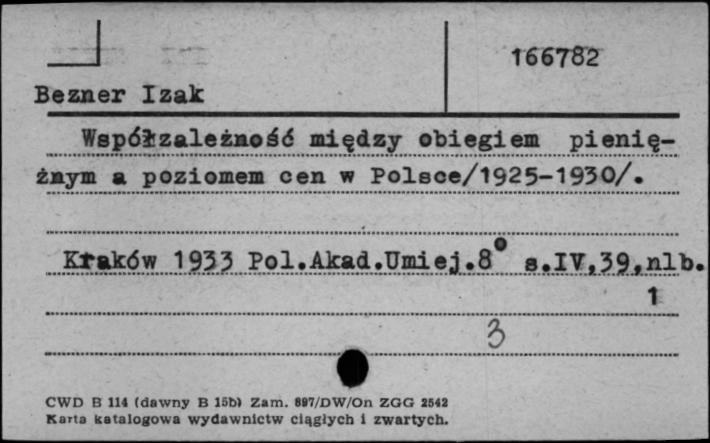 166782
Bezner Izak
Współzależność między obiegiem pienię-
żnym a poziomem cen w Polsce/1925-1930/.
Kraków 1933 Pol.Akad.Umiej.8° s.IV,39,nlb.
1
3
CWD B 114 (dawny B 15b) Zam. 897/DW/On ZGG 2542
Karta katalogowa wydawnictw ciągłych i zwartych.